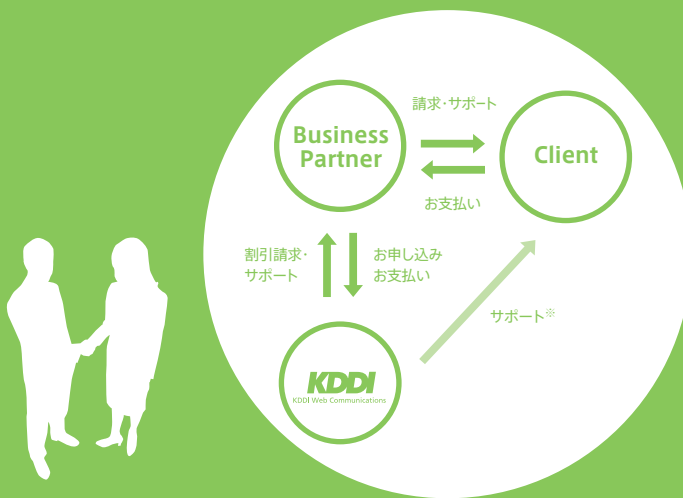 請求・サポート
Business
Partner
Client
お支払い
割引請求・
サポート
お申し込み
お支払い
サポート※
KDDI
KDDI Web Communications